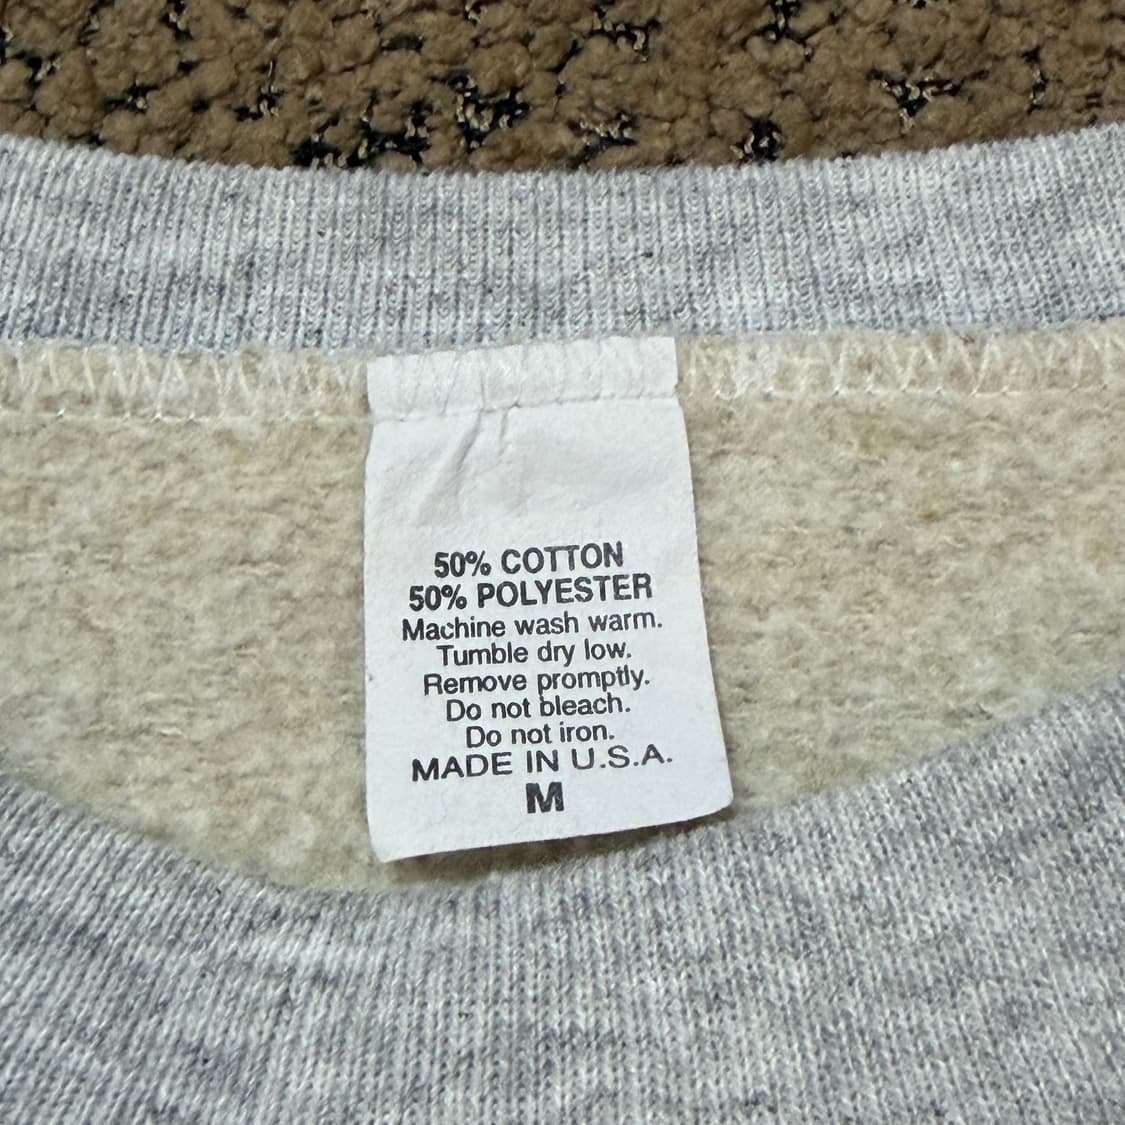 50% COTTON
50% POLYESTER
Machine wash warm.
Tumble dry low.
Remove promptly.
Do not bleach.
Do not iron.
MADE IN U.S.A.
M